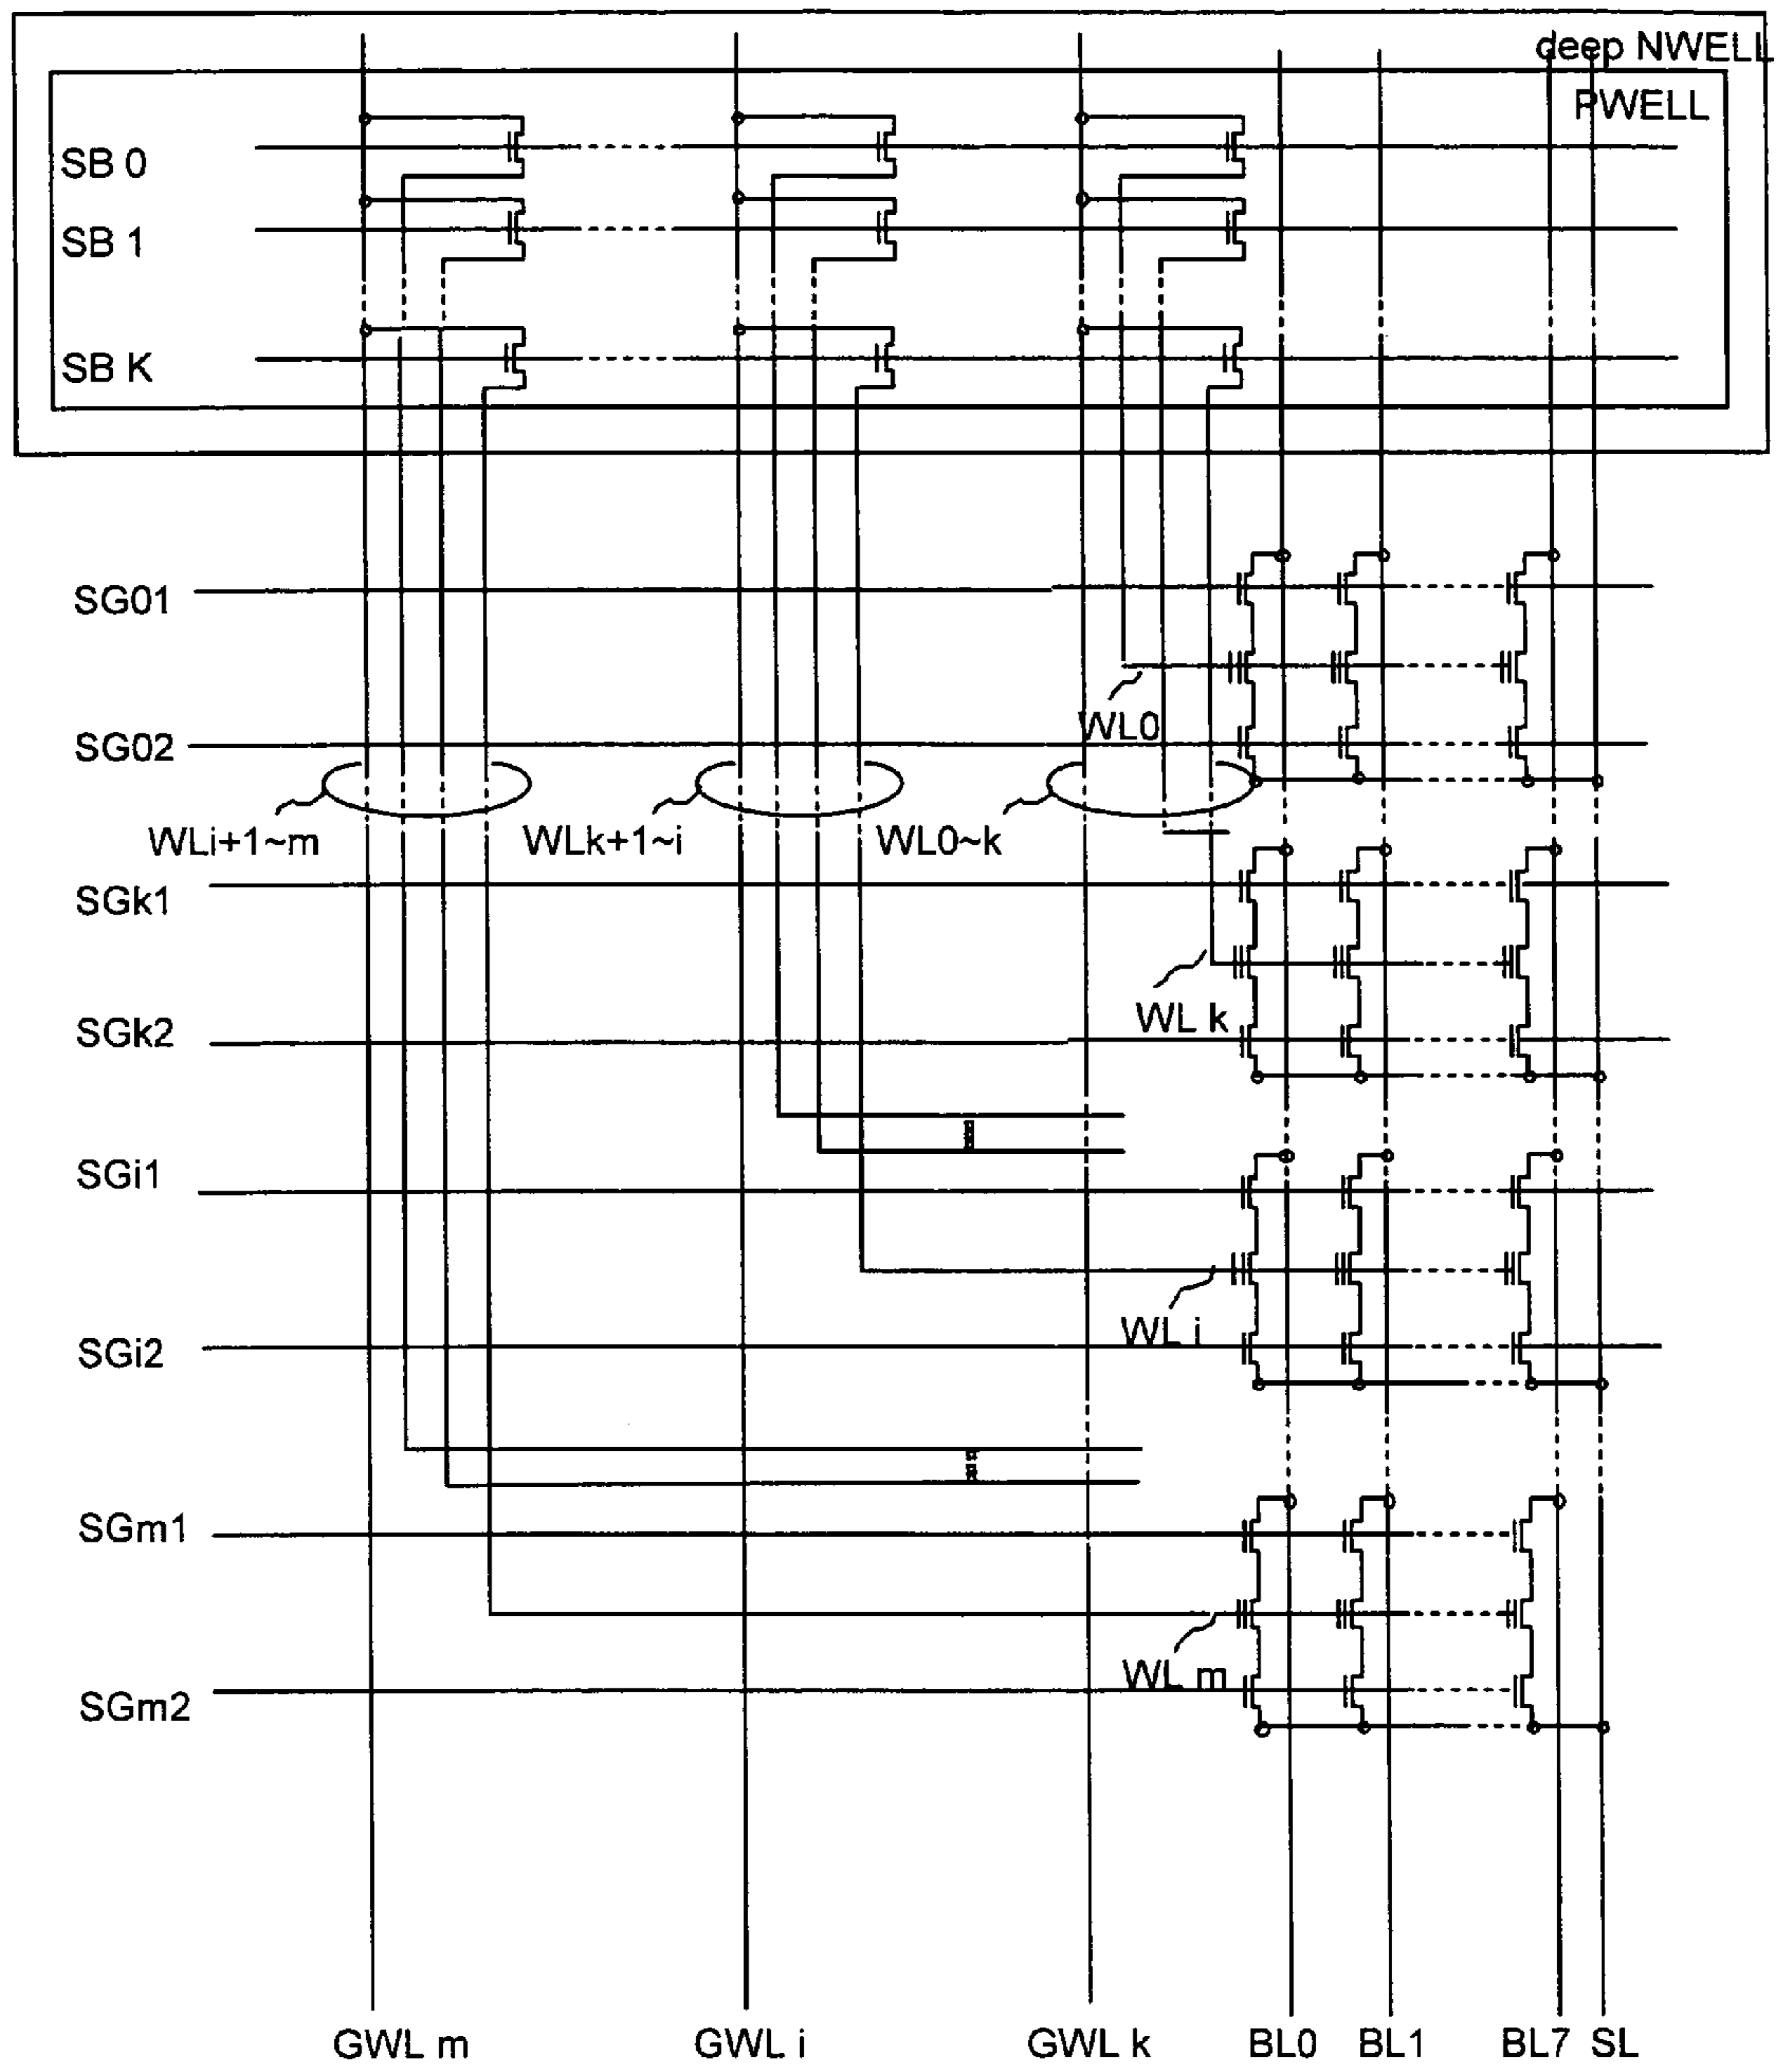 deep NWELL
PWELL
SB 0
SB 1
SB K
SG01
WL0
SG02
WLi+1~m
WLk+1~i
WL0~k
SGk1
WL k
SGk2
SGi1
WL i
SGi2
SGm1
WL m
SGm2
GWL m
GWL i
GWL k
BL0
BL1
BL7
SL